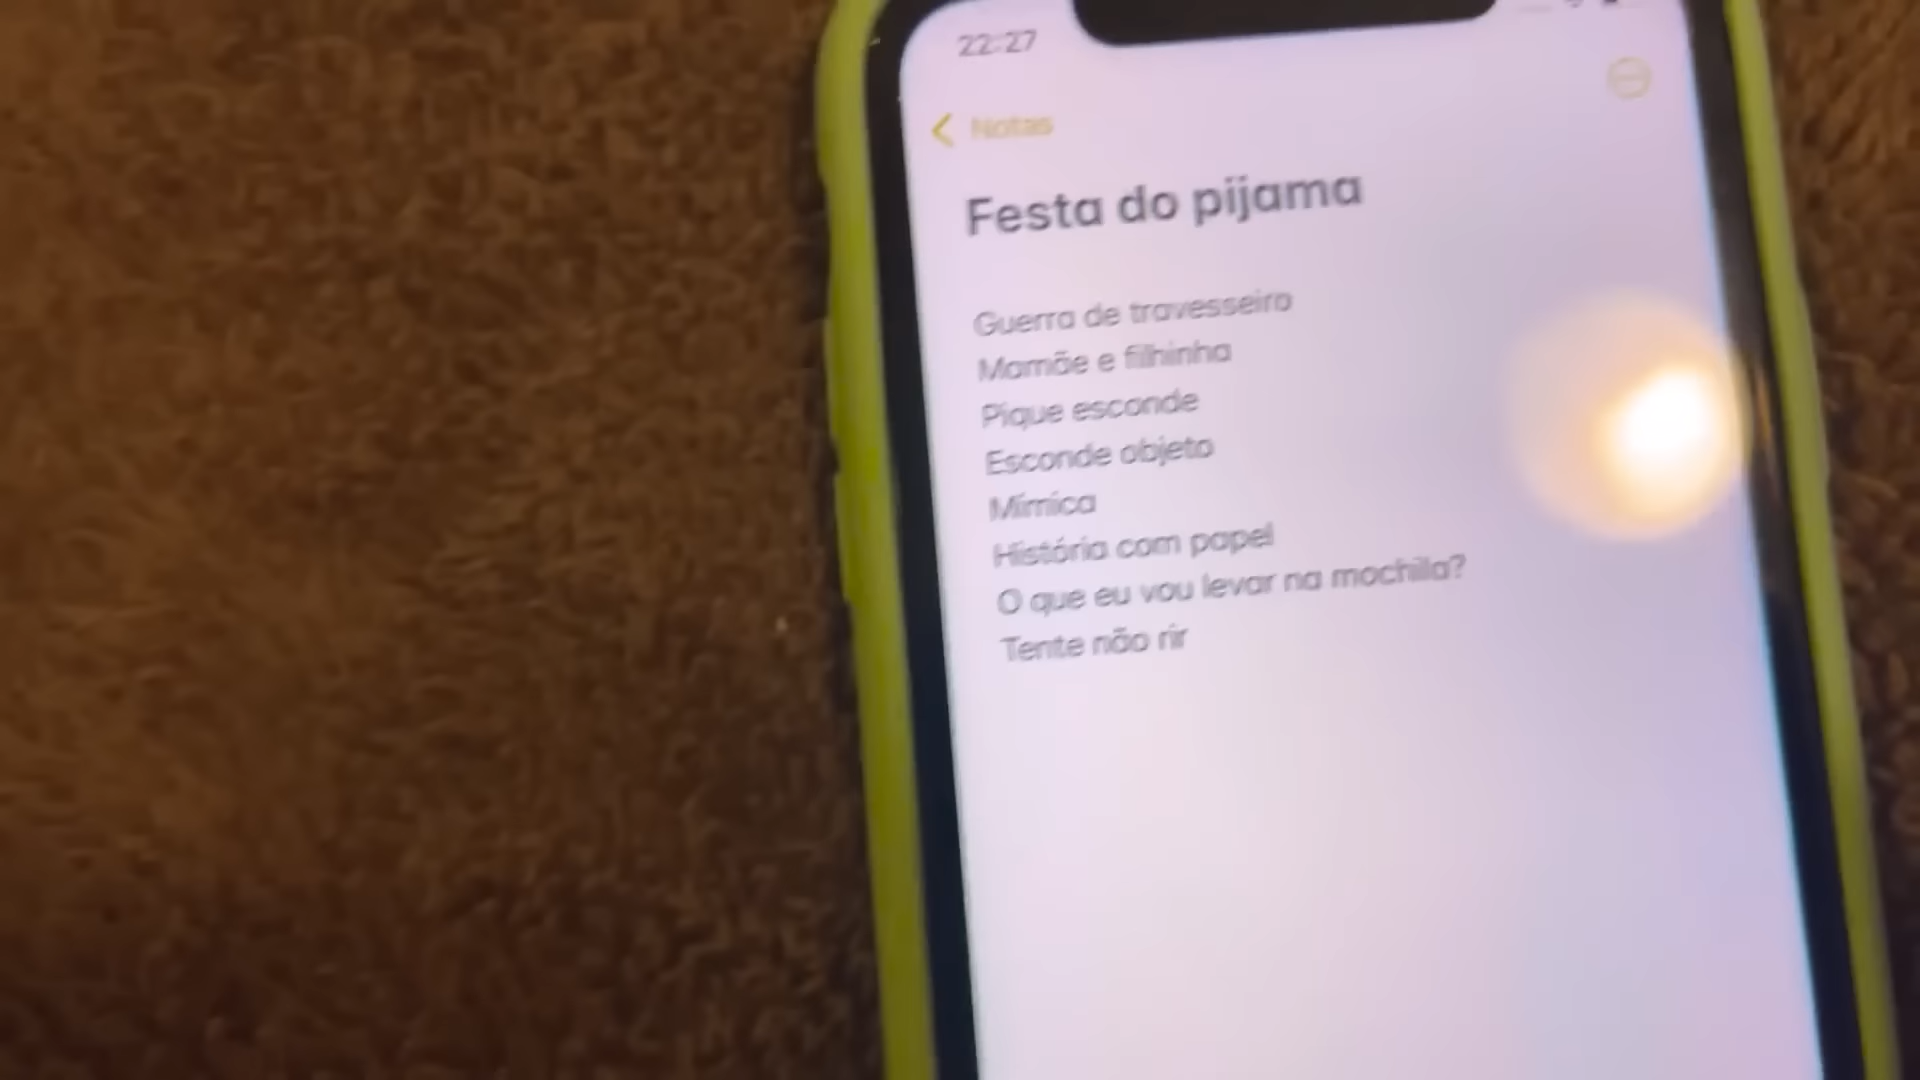 22:27
Notas
Festa do pijama
Guerra de travesseiro
Mamãe e filhinha
Pique esconde
Esconde objeto
Mímica
História com papel
O que eu vou levar na mochila?
Tente não rir